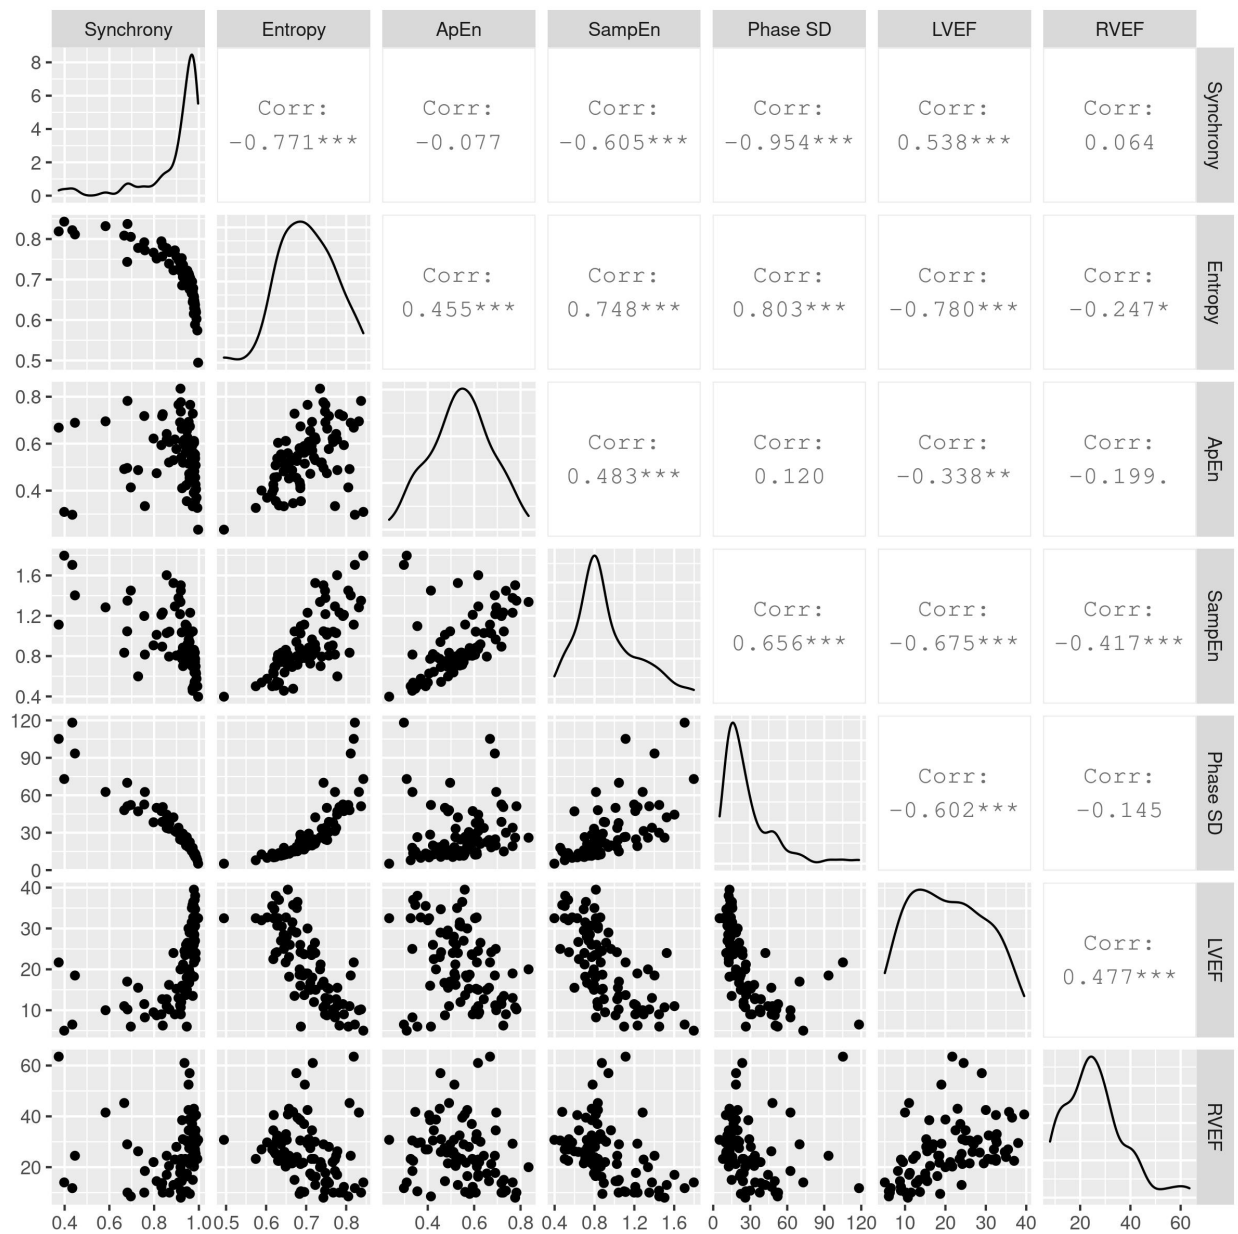 Synchrony Entropy ApEn SampEn Phase SD LVEF RVEF
8
6
4
2
0
Corr: Corr: Corr: Corr: Corr: Corr:
-0.771*** -0.077 -0.605*** -0.954*** 0.538*** 0.064
Synchrony
0.8
0.7
0.6
0.5
Corr: Corr: Corr: Corr: Corr:
0.455*** 0.748*** 0.803*** -0.780*** -0.247*
Entropy
0.8
0.6
0.4
Corr: Corr: Corr: Corr:
0.483*** 0.120 -0.338** -0.199.
ApEn
1.6
1.2
0.8
0.4
Corr: Corr: Corr:
0.656*** -0.675*** -0.417***
SampEn
120
90
60
30
0
Corr: Corr:
-0.602*** -0.145
Phase SD
40
30
20
10
Corr:
0.477***
LVEF
60
40
20
RVEF
0.4 0.6 0.8 1.0 0.5 0.6 0.7 0.8 0.4 0.6 0.8 0.4 0.8 1.2 1.6 0 30 60 90 120 10 20 30 40 20 40 60